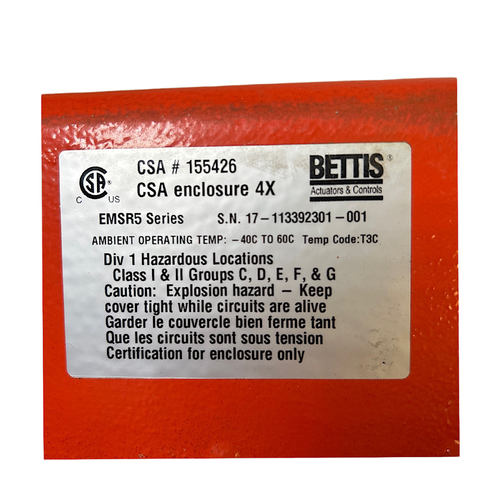 CSA # 155426
CSA enclosure 4X
SA
C US
BETTIS®
Actuators & Controls
EMSR5 Series S.N. 17-113392301-001
AMBIENT OPERATING TEMP: -40C TO 60C Temp Code:T3C
Div 1 Hazardous Locations
Class I & II Groups C, D, E, F, & G
Caution: Explosion hazard – Keep
cover tight while circuits are alive
Garder le couvercle bien ferme tant
Que les circuits sont sous tension
Certification for enclosure only